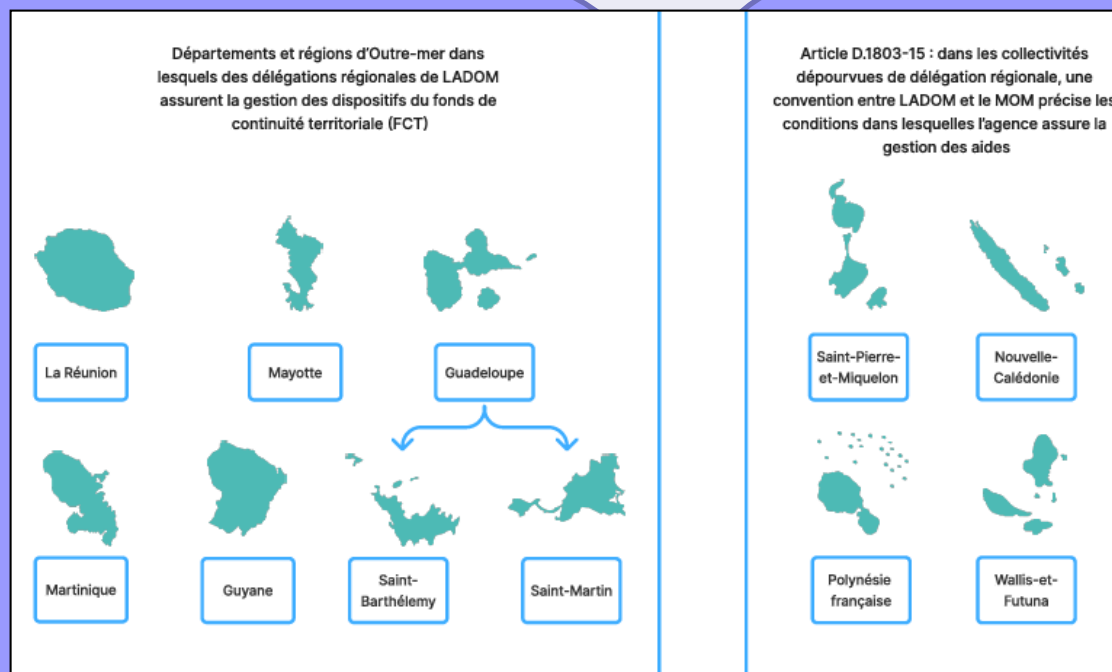 Départements et régions d'Outre-mer dans
lesquels des délégations régionales de LADOM
assurent la gestion des dispositifs du fonds de
continuité territoriale (FCT)
La Réunion
Mayotte
Guadeloupe
Martinique
Guyane
Saint-
Barthélemy
Saint-Martin
Article D.1803-15 : dans les collectivités
dépourvues de délégation régionale, une
convention entre LADOM et le MOM précise les
conditions dans lesquelles l'agence assure la
gestion des aides
Saint-Pierre-
et-Miquelon
Nouvelle-
Calédonie
Polynésie
française
Wallis-et-
Futuna